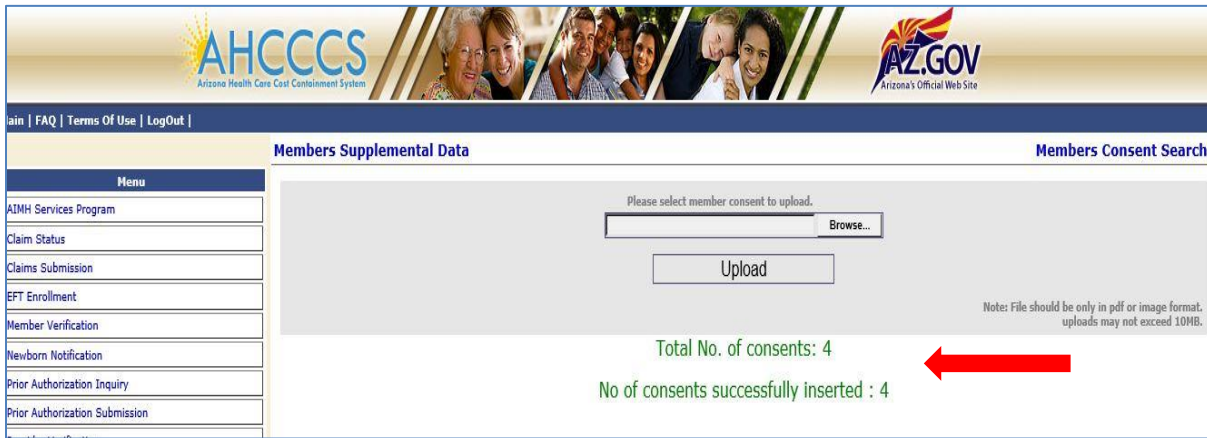 AHCCCS
Arizona Health Care Cost Containment System
AZ.GOV
Arizona's Official Web Site
ain | FAQ | Terms Of Use | LogOut |
Members Supplemental Data
Members Consent Search
Menu
AIMH Services Program
Claim Status
Claims Submission
EFT Enrollment
Member Verification
Newborn Notification
Prior Authorization Inquiry
Prior Authorization Submission
Please select member consent to upload.
Browse...
Upload
Note: File should be only in pdf or image format.
uploads may not exceed 10MB.
Total No. of consents: 4
No of consents successfully inserted : 4